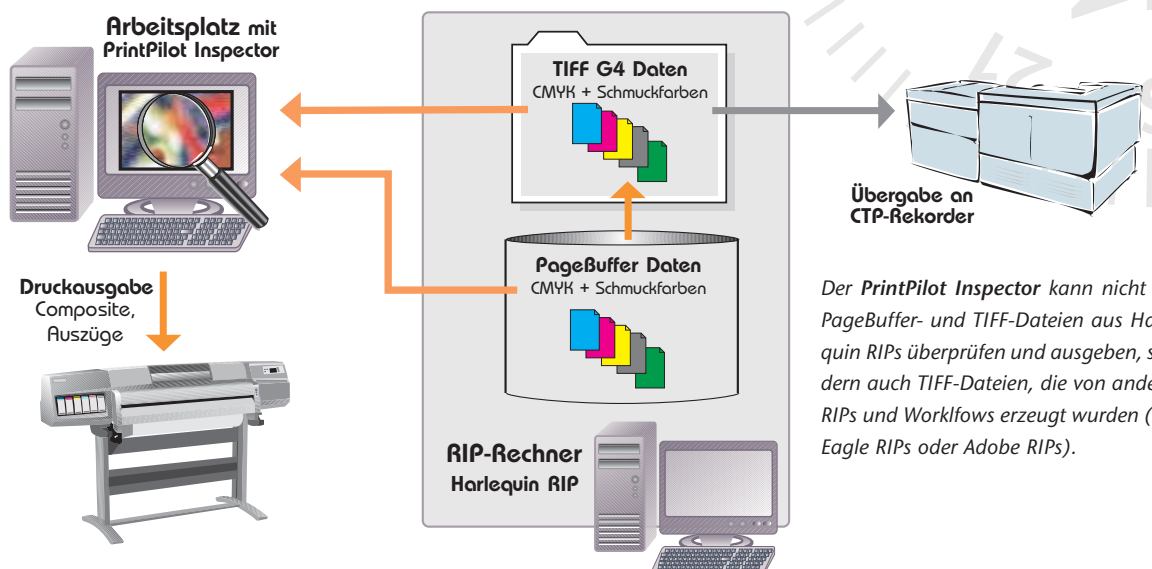 Arbeitsplatz mit
PrintPilot Inspector
TIFF G4 Daten
CMYK + Schmuckfarben
Übergabe an
CTP-Rekorder
PageBuffer Daten
CMYK + Schmuckfarben
Druckausgabe
Composite,
Auszüge
RIP-Rechner
Harlequin RIP
Der PrintPilot Inspector kann nicht
PageBuffer- und TIFF-Dateien aus Ha
quin RIPs überprüfen und ausgeben, s
dern auch TIFF-Dateien, die von ande
RIPs und Worklfows erzeugt wurden (
Eagle RIPs oder Adobe RIPs).